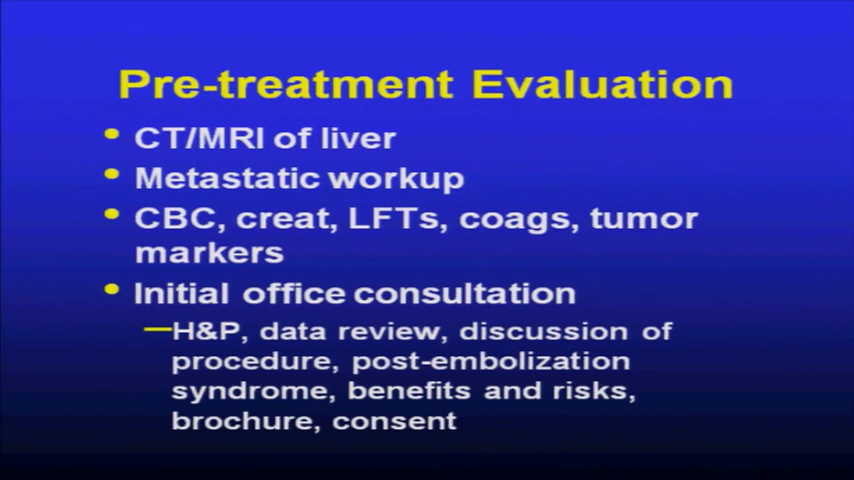 Pre-treatment Evaluation
• CT/MRI of liver
• Metastatic workup
• CBC, creat, LFTs, coags, tumor
markers
• Initial office consultation
—H&P, data review, discussion of
procedure, post-embolization
syndrome, benefits and risks,
brochure, consent